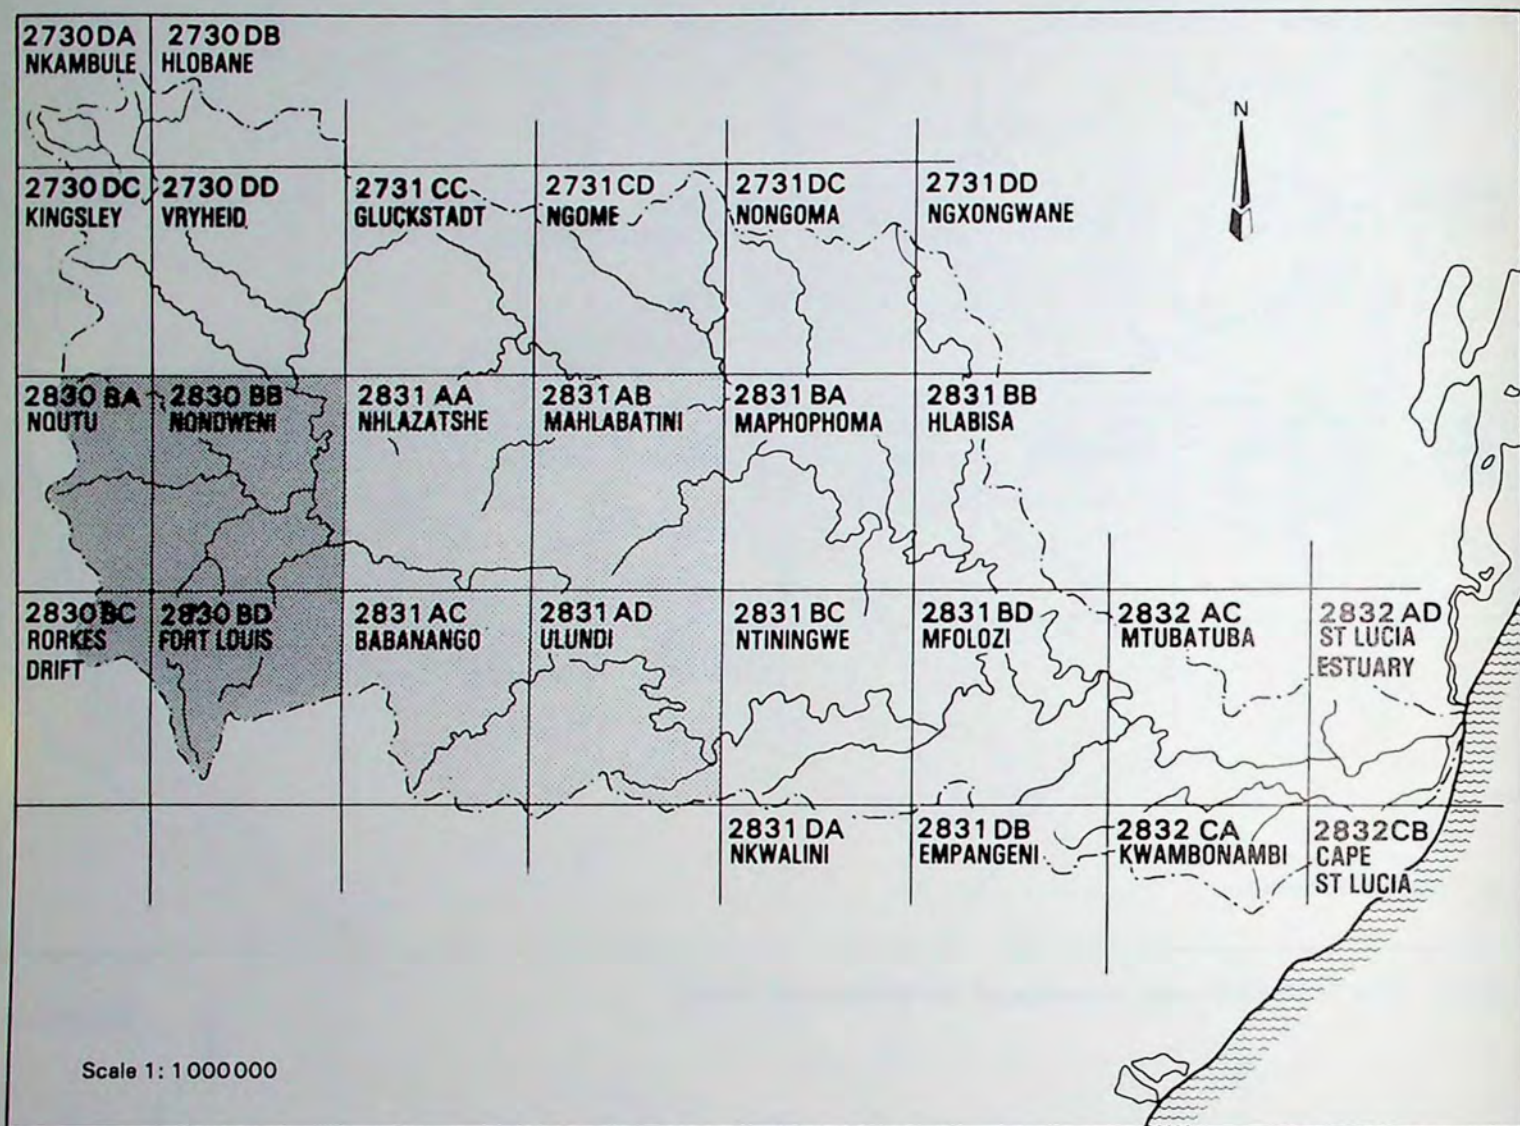 2730 DA
NKAMBULE
2730 DB
HLOBANE
N
2730 DC
KINGSLEY
2730 DD
VRYHEID
2731 CC
GLUCKSTADT
2731 CD
NGOME
2731 DC
NONGOMA
2731 DD
NGXONGWANE
2830 BA
NQUTU
2830 BB
NONDWENI
2831 AA
NHLAZATSHE
2831 AB
MAHLABATINI
2831 BA
MAPHOPHOMA
2831 BB
HLABISA
2830 BC
RORKES
DRIFT
2830 BD
FORT LOUIS
2831 AC
BABANANGO
2831 AD
ULUNDI
2831 BC
NTININGWE
2831 BD
MFOLOZI
2832 AC
MTUBATUBA
2832 AD
ST LUCIA
ESTUARY
2831 DA
NKWALINI
2831 DB
EMPANGENI
2832 CA
KWAMBONAMBI
2832 CB
CAPE
ST LUCIA
Scale 1: 1 000 000